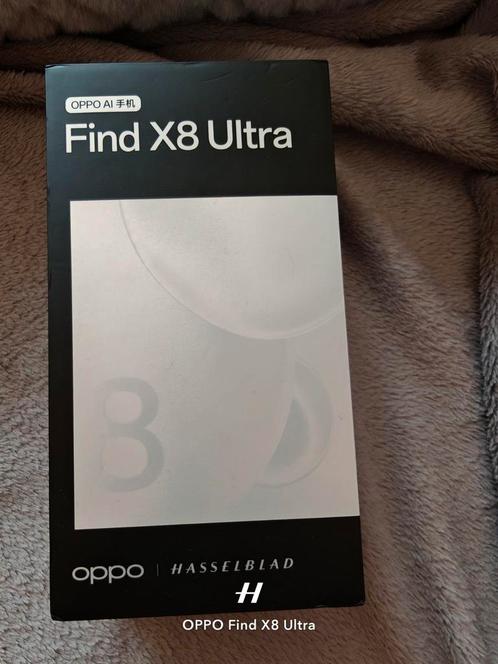 OPPO AI 手机
Find X8 Ultra
8
oppo | HASSELBLAD
H
OPPO Find X8 Ultra